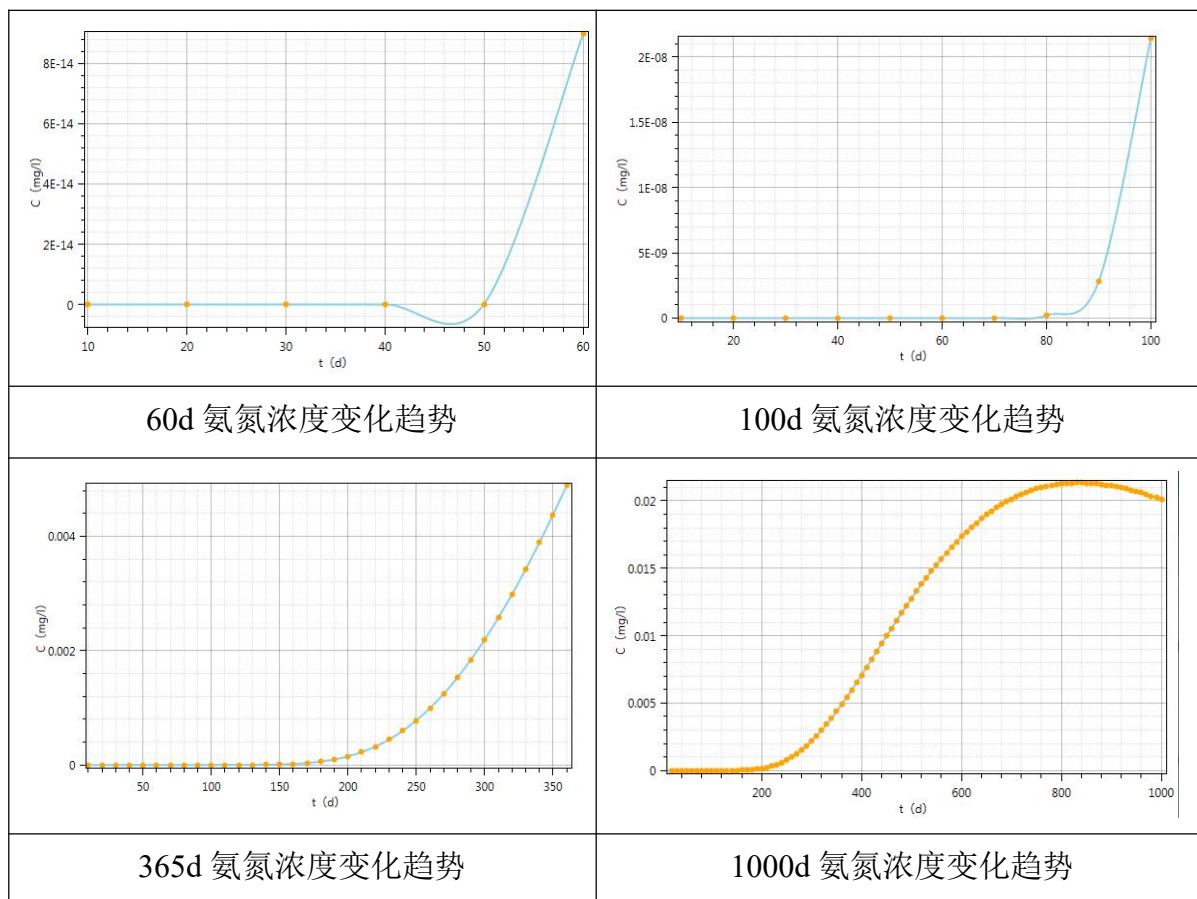 C (mg/l)
8E-14
6E-14
4E-14
2E-14
0
10 20 30 40 50 60
t (d)
C (mg/l)
2E-08
1.5E-08
1E-08
5E-09
0
20 40 60 80 100
t (d)
60d 氨氮浓度变化趋势
100d 氨氮浓度变化趋势
C (mg/l)
0.004
0.002
0
50 100 150 200 250 300 350
t (d)
C (mg/l)
0.02
0.015
0.01
0.005
0
200 400 600 800 1000
t (d)
365d 氨氮浓度变化趋势
1000d 氨氮浓度变化趋势